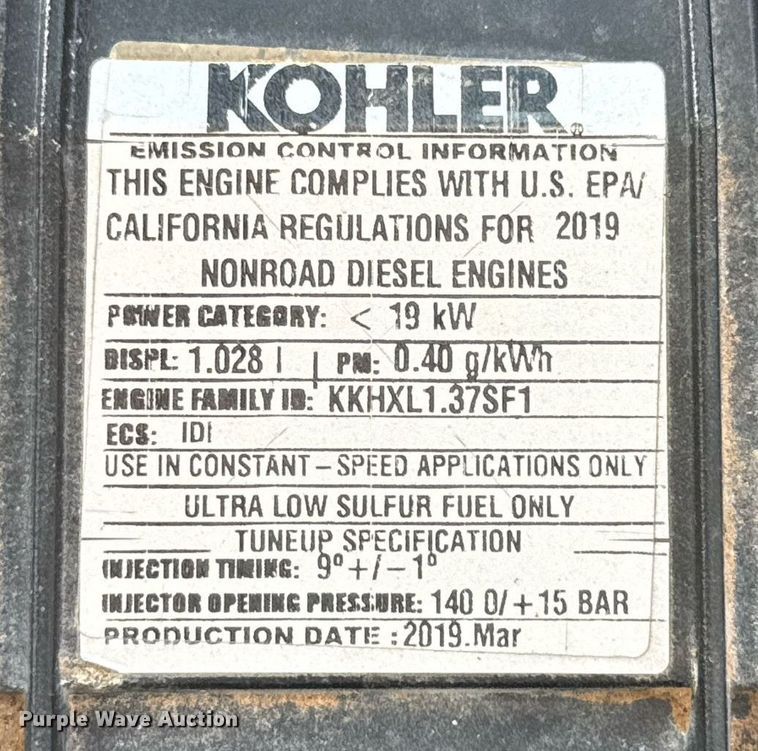 KOHLER®
EMISSION CONTROL INFORMATION
THIS ENGINE COMPLIES WITH U.S. EPA/
CALIFORNIA REGULATIONS FOR 2019
NONROAD DIESEL ENGINES
POWER CATEGORY: < 19 kW
DISPL: 1.028 l | PM: 0.40 g/kWh
ENGINE FAMILY ID: KKHXL1.37SF1
ECS: IDI
USE IN CONSTANT – SPEED APPLICATIONS ONLY
ULTRA LOW SULFUR FUEL ONLY
TUNEUP SPECIFICATION
INJECTION TIMING: 9°+/–1°
INJECTOR OPENING PRESSURE: 140 0/+15 BAR
PRODUCTION DATE : 2019.Mar
Purple Wave Auction